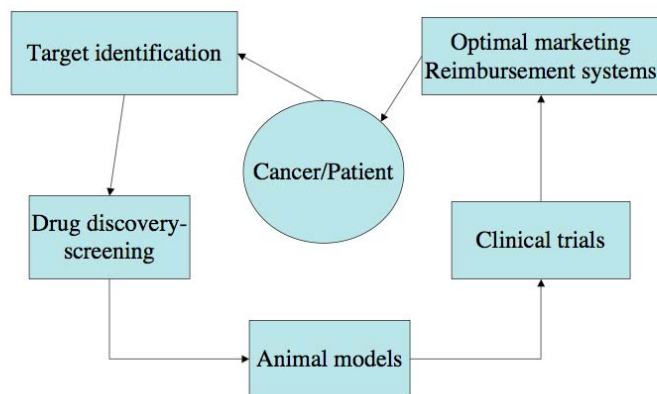 Target identification
Optimal marketing
Reimbursement systems
Cancer/Patient
Drug discovery-
screening
Clinical trials
Animal models